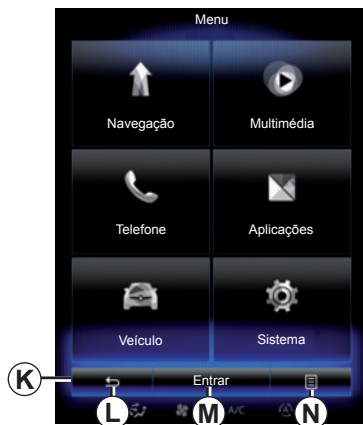 Menu
Navegação Multimédia
Telefone Aplicações
Veículo Sistema
K Entrar
L M A/C N